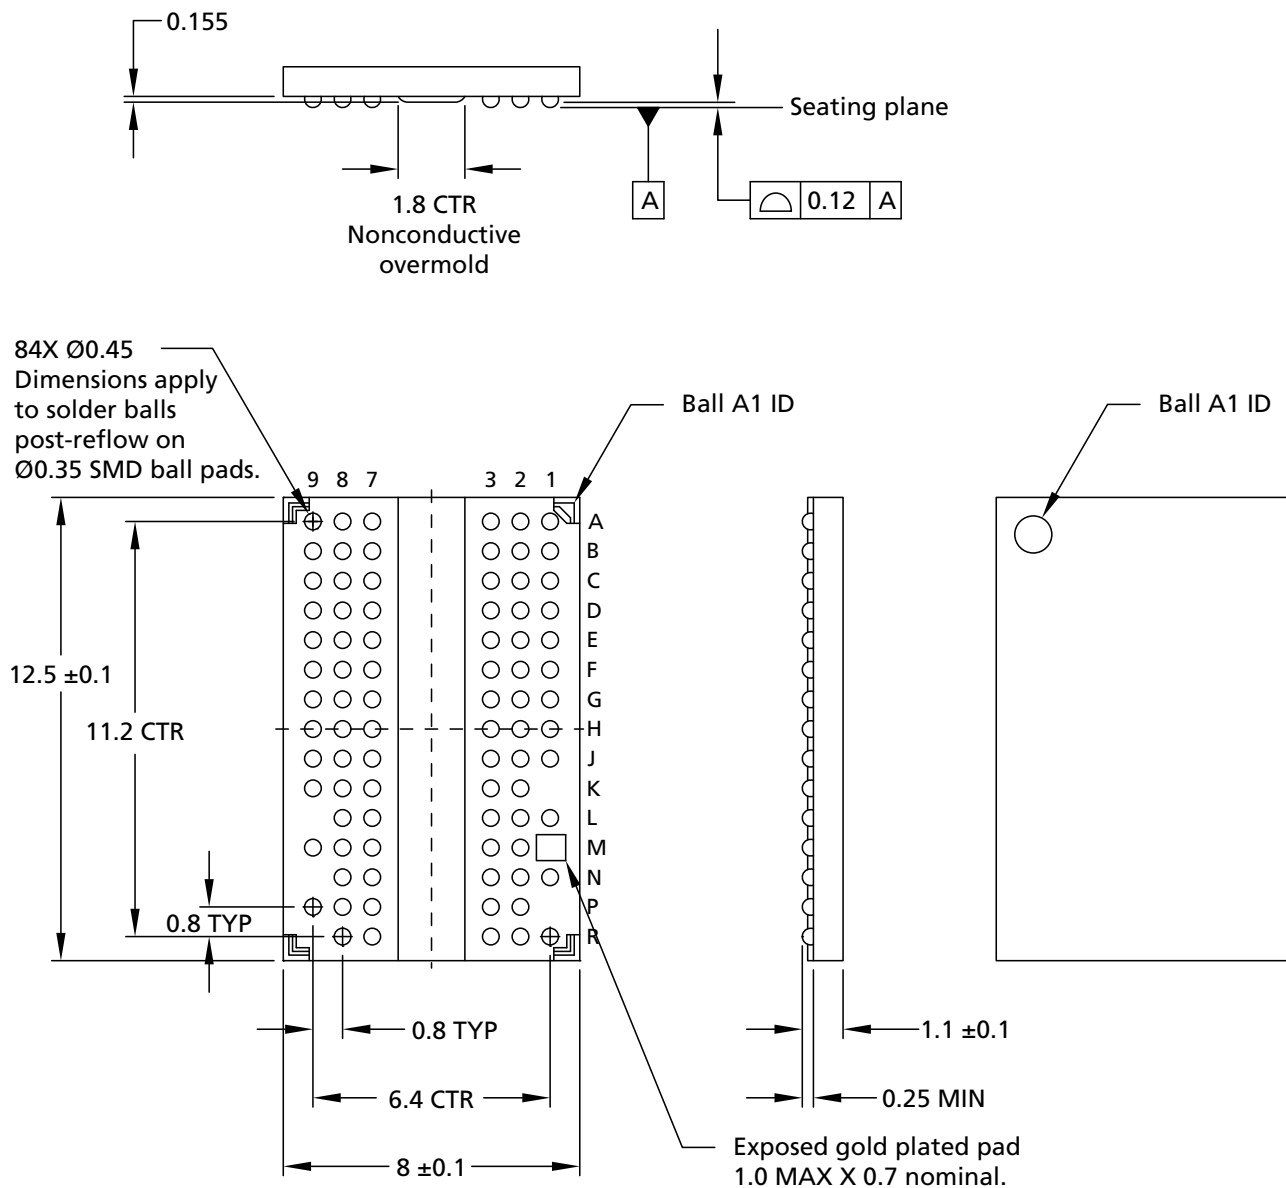 0.155
Seating plane
1.8 CTR
Nonconductive
overmold
A
0.12 A
84X Ø0.45
Dimensions apply
to solder balls
post-reflow on
Ø0.35 SMD ball pads.
Ball A1 ID
Ball A1 ID
9 8 7 3 2 1
A
B
C
D
E
F
G
H
J
K
L
M
N
P
R
12.5 ±0.1
11.2 CTR
0.8 TYP
0.8 TYP
6.4 CTR
8 ±0.1
1.1 ±0.1
0.25 MIN
Exposed gold plated pad
1.0 MAX X 0.7 nominal.